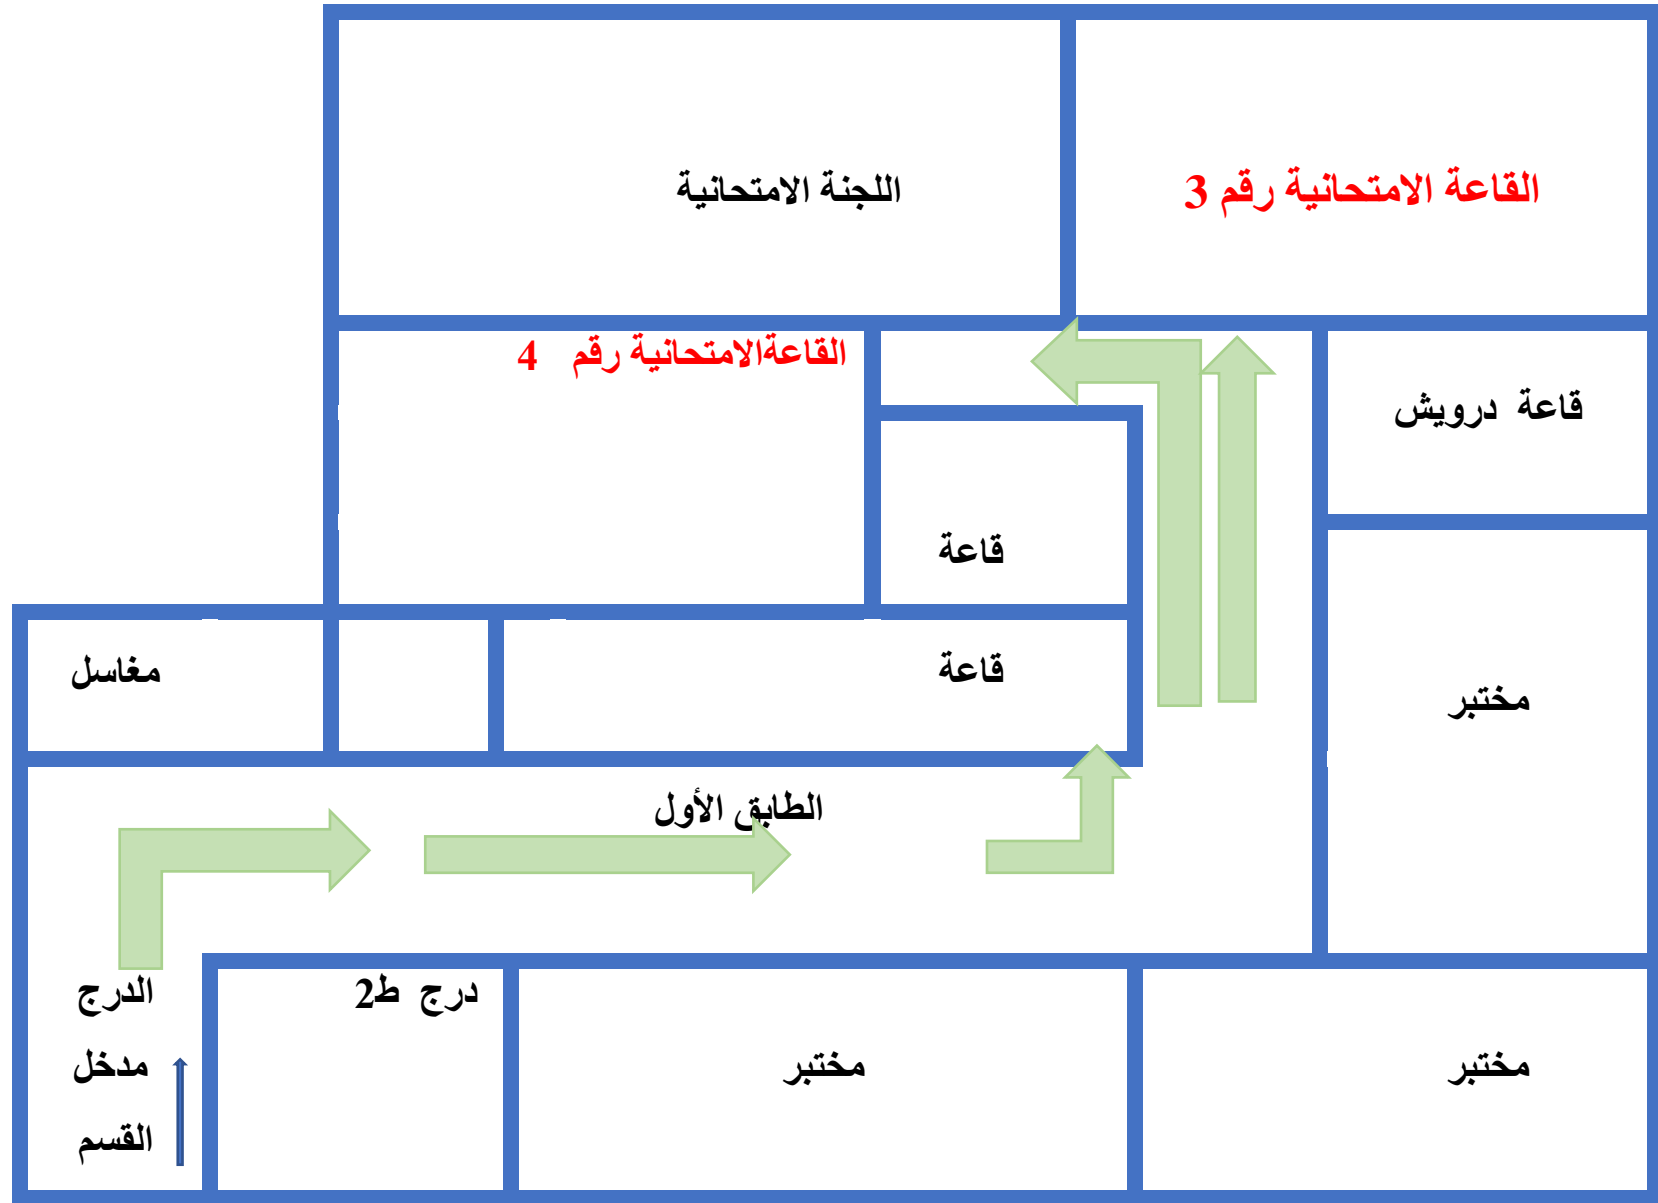 القاعة الامتحانية رقم 3
اللجنة الامتحانية
القاعةالامتحانية رقم 4
قاعة درويش
قاعة
قاعة
مغاسل
مختبر
الطابق الأول
الدرج
درج ط2
مدخل
القسم
مختبر
مختبر